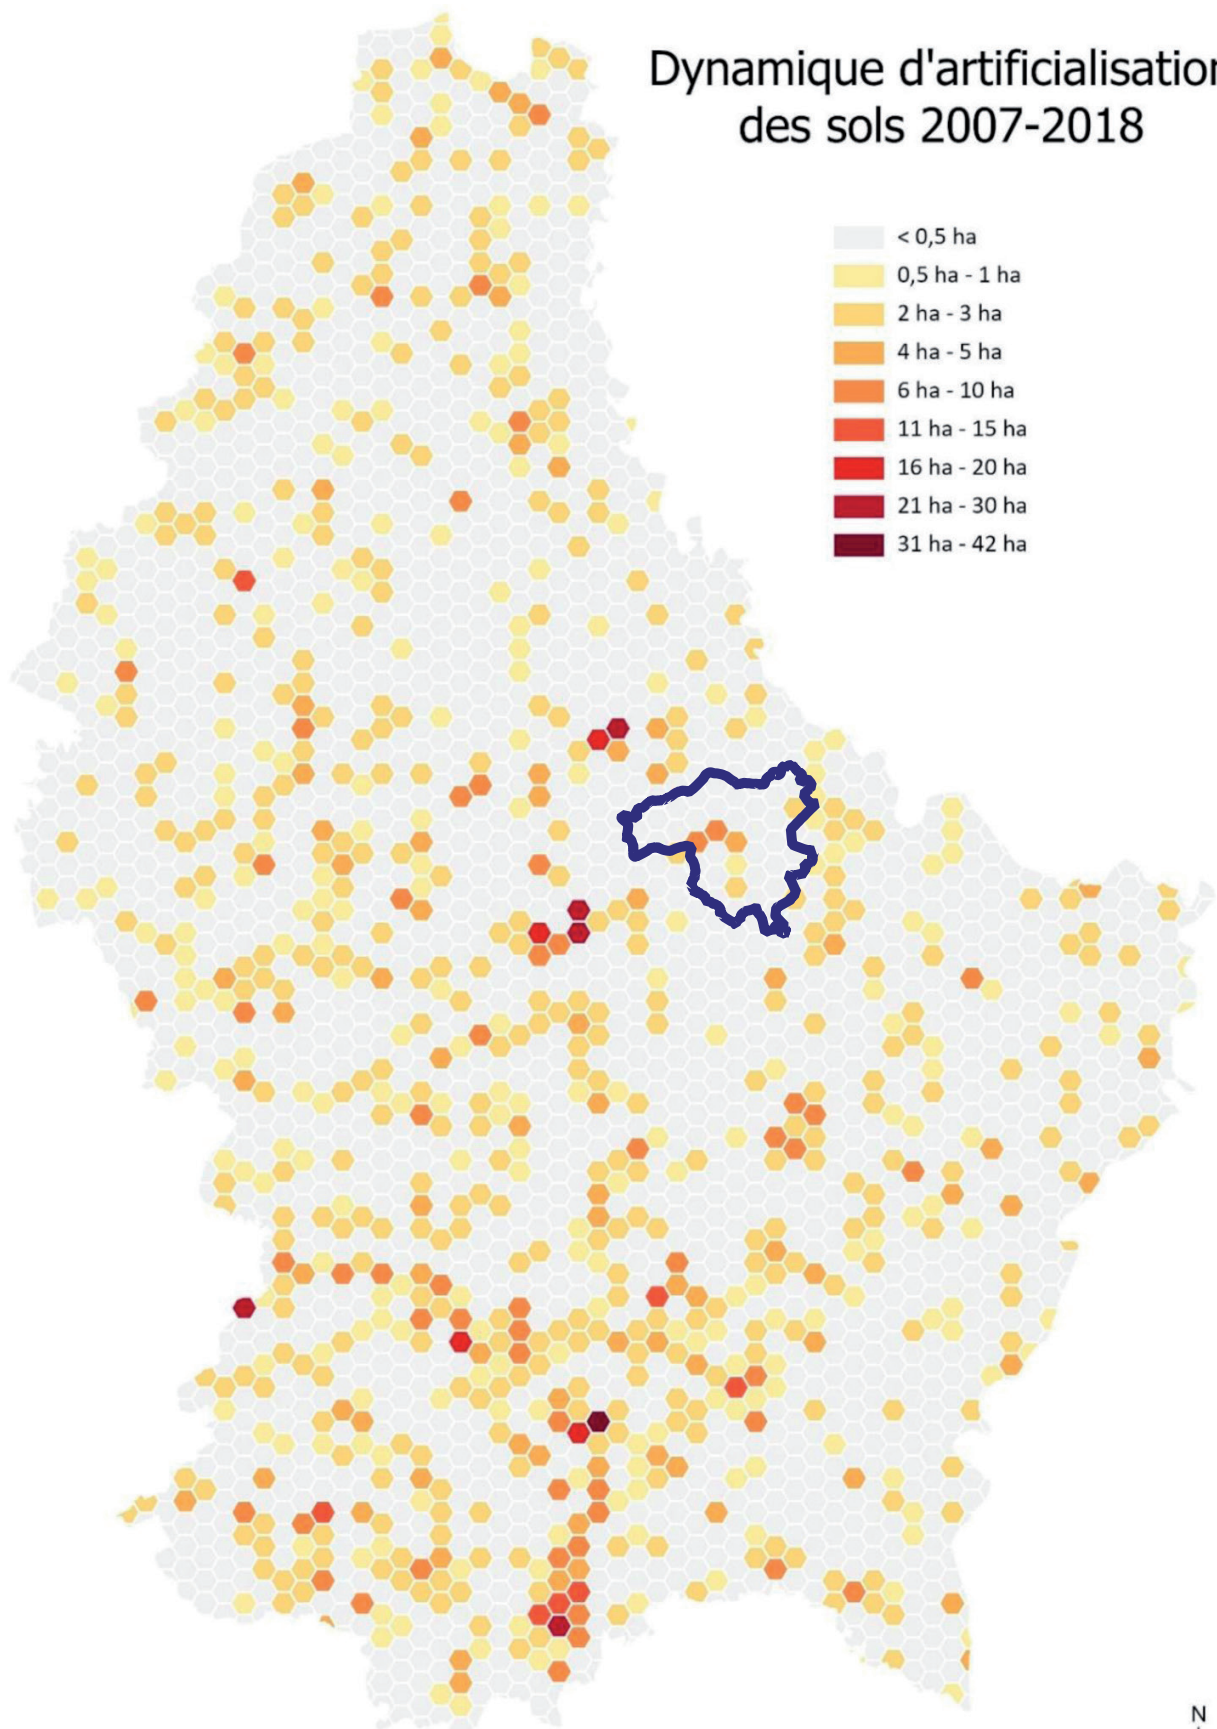 Dynamique d'artificialisation
des sols 2007-2018
< 0,5 ha
0,5 ha - 1 ha
2 ha - 3 ha
4 ha - 5 ha
6 ha - 10 ha
11 ha - 15 ha
16 ha - 20 ha
21 ha - 30 ha
31 ha - 42 ha
N